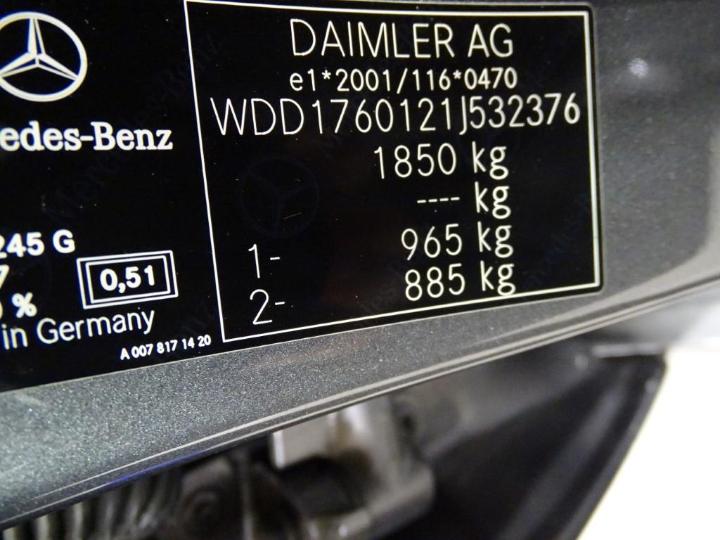 DAIMLER AG
e1*2001/116*0470
WDD1760121J532376
1850 kg
---- kg
1- 965 kg
2- 885 kg
edes-Benz
245 G
0,51
%
in Germany
A 007 817 14 20